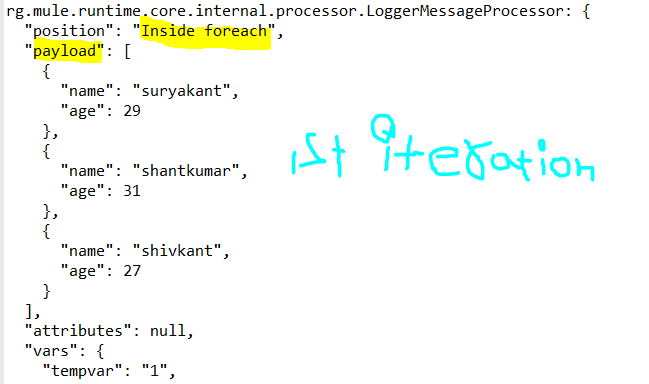 rg.mule.runtime.core.internal.processor.LoggerMessageProcessor: {
"position": "Inside foreach",
"payload": [
{
"name": "suryakant",
"age": 29
},
{
"name": "shantkumar",
"age": 31
},
{
"name": "shivkant",
"age": 27
}
],
"attributes": null,
"vars": {
"tempvar": "1",
1st iteration